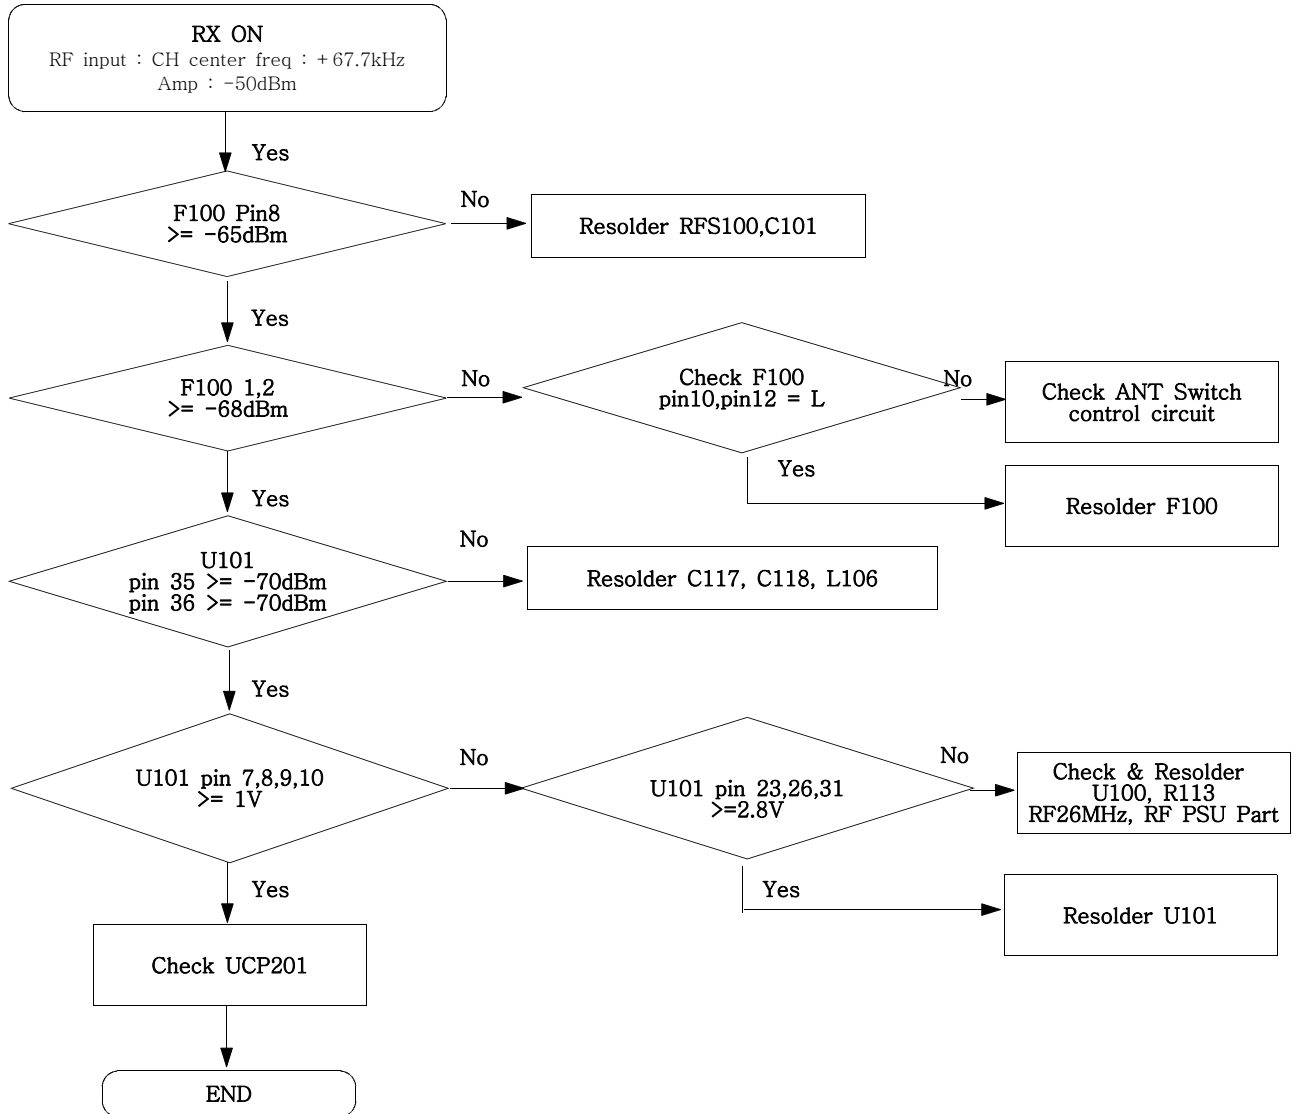 RX ON
RF input : CH center freq : +67.7kHz
Amp : -50dBm
Yes
F100 Pin8
>= -65dBm
No
Resolder RFS100,C101
Yes
F100 1,2
>= -68dBm
No
Check F100
pin10,pin12 = L
No
Check ANT Switch
control circuit
Yes
Resolder F100
Yes
U101
pin 35 >= -70dBm
pin 36 >= -70dBm
No
Resolder C117, C118, L106
Yes
U101 pin 7,8,9,10
>= 1V
No
U101 pin 23,26,31
>=2.8V
No
Check & Resolder
U100, R113
RF26MHz, RF PSU Part
Yes
Resolder U101
Yes
Check UCP201
END